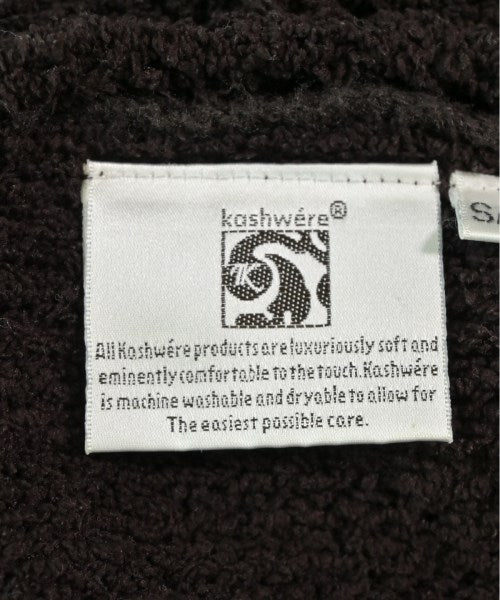 kashwére®
K
All Kashwére products are luxuriously soft and
eminently comfortable to the touch. Kashwére
is machine washable and dryable to allow for
The easiest possible care.